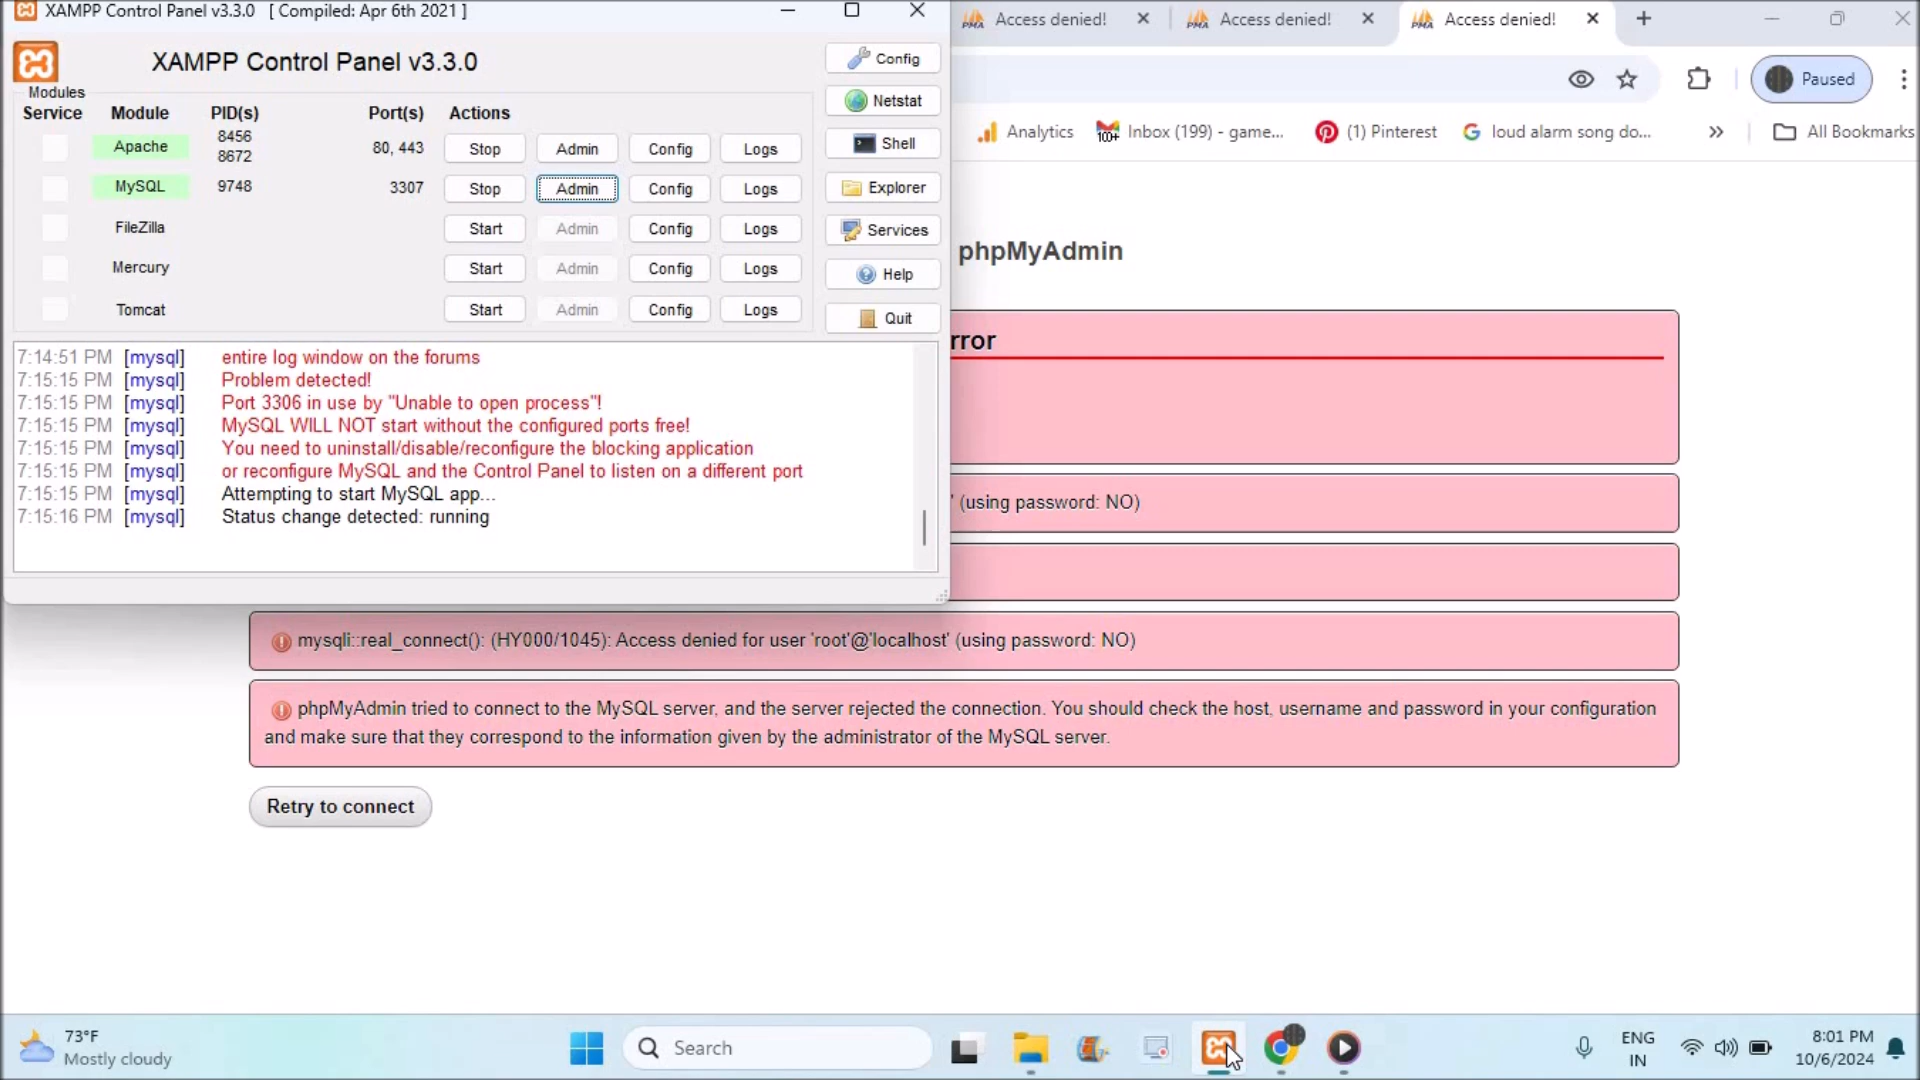 XAMPP Control Panel v3.3.0 [ Compiled: Apr 6th 2021 ]
Access denied!
Access denied!
Access denied!
XAMPP Control Panel v3.3.0
Config
Paused
Modules
Service Module PID(s) Port(s) Actions
Netstat
Apache 8456 8672 80, 443 Stop Admin Config Logs
Shell
Analytics
100+
Inbox (199) - game...
(1) Pinterest
loud alarm song do...
All Bookmarks
MySQL 9748 3307 Stop Admin Config Logs
Explorer
FileZilla Start Admin Config Logs
Services
Mercury Start Admin Config Logs
Help
Tomcat Start Admin Config Logs
Quit
phpMyAdmin
rror
7:14:51 PM [mysql] entire log window on the forums
7:15:15 PM [mysql] Problem detected!
7:15:15 PM [mysql] Port 3306 in use by "Unable to open process"!
7:15:15 PM [mysql] MySQL WILL NOT start without the configured ports free!
7:15:15 PM [mysql] You need to uninstall/disable/reconfigure the blocking application
7:15:15 PM [mysql] or reconfigure MySQL and the Control Panel to listen on a different port
7:15:15 PM [mysql] Attempting to start MySQL app...
7:15:16 PM [mysql] Status change detected: running
' (using password: NO)
mysqli::real_connect(): (HY000/1045): Access denied for user 'root'@'localhost' (using password: NO)
phpMyAdmin tried to connect to the MySQL server, and the server rejected the connection. You should check the host, username and password in your configuration
and make sure that they correspond to the information given by the administrator of the MySQL server.
Retry to connect
73°F
Mostly cloudy
Search
ENG
IN
8:01 PM
10/6/2024